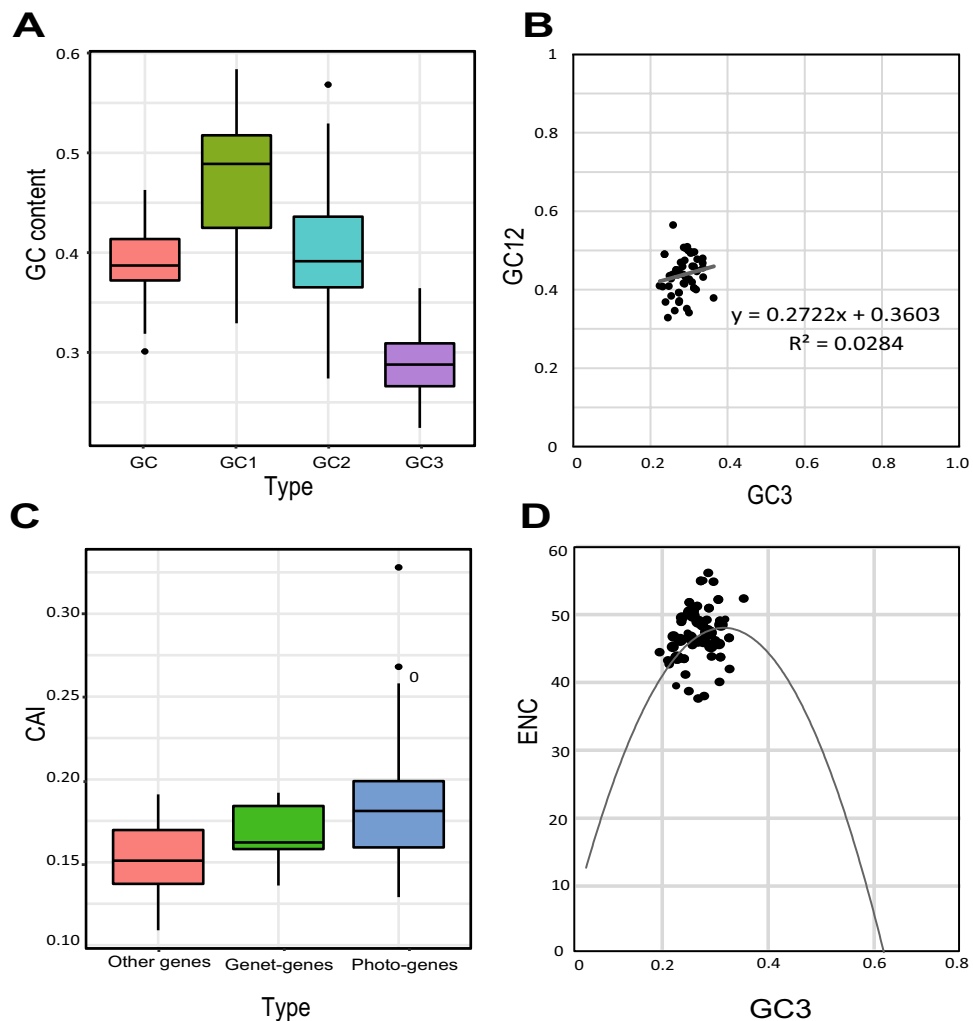 A
GC content
0.6
0.5
0.4
0.3
GC GC1 GC2 GC3
Type
B
GC12
1
0.8
0.6
0.4
0.2
0
y = 0.2722x + 0.3603
R² = 0.0284
0 0.2 0.4 0.6 0.8 1.0
GC3
C
CAI
0.30
0.25
0.20
0.15
0.10
0
Other genes Genet-genes Photo-genes
Type
D
ENC
60
50
40
30
20
10
0
0 0.2 0.4 0.6 0.8
GC3